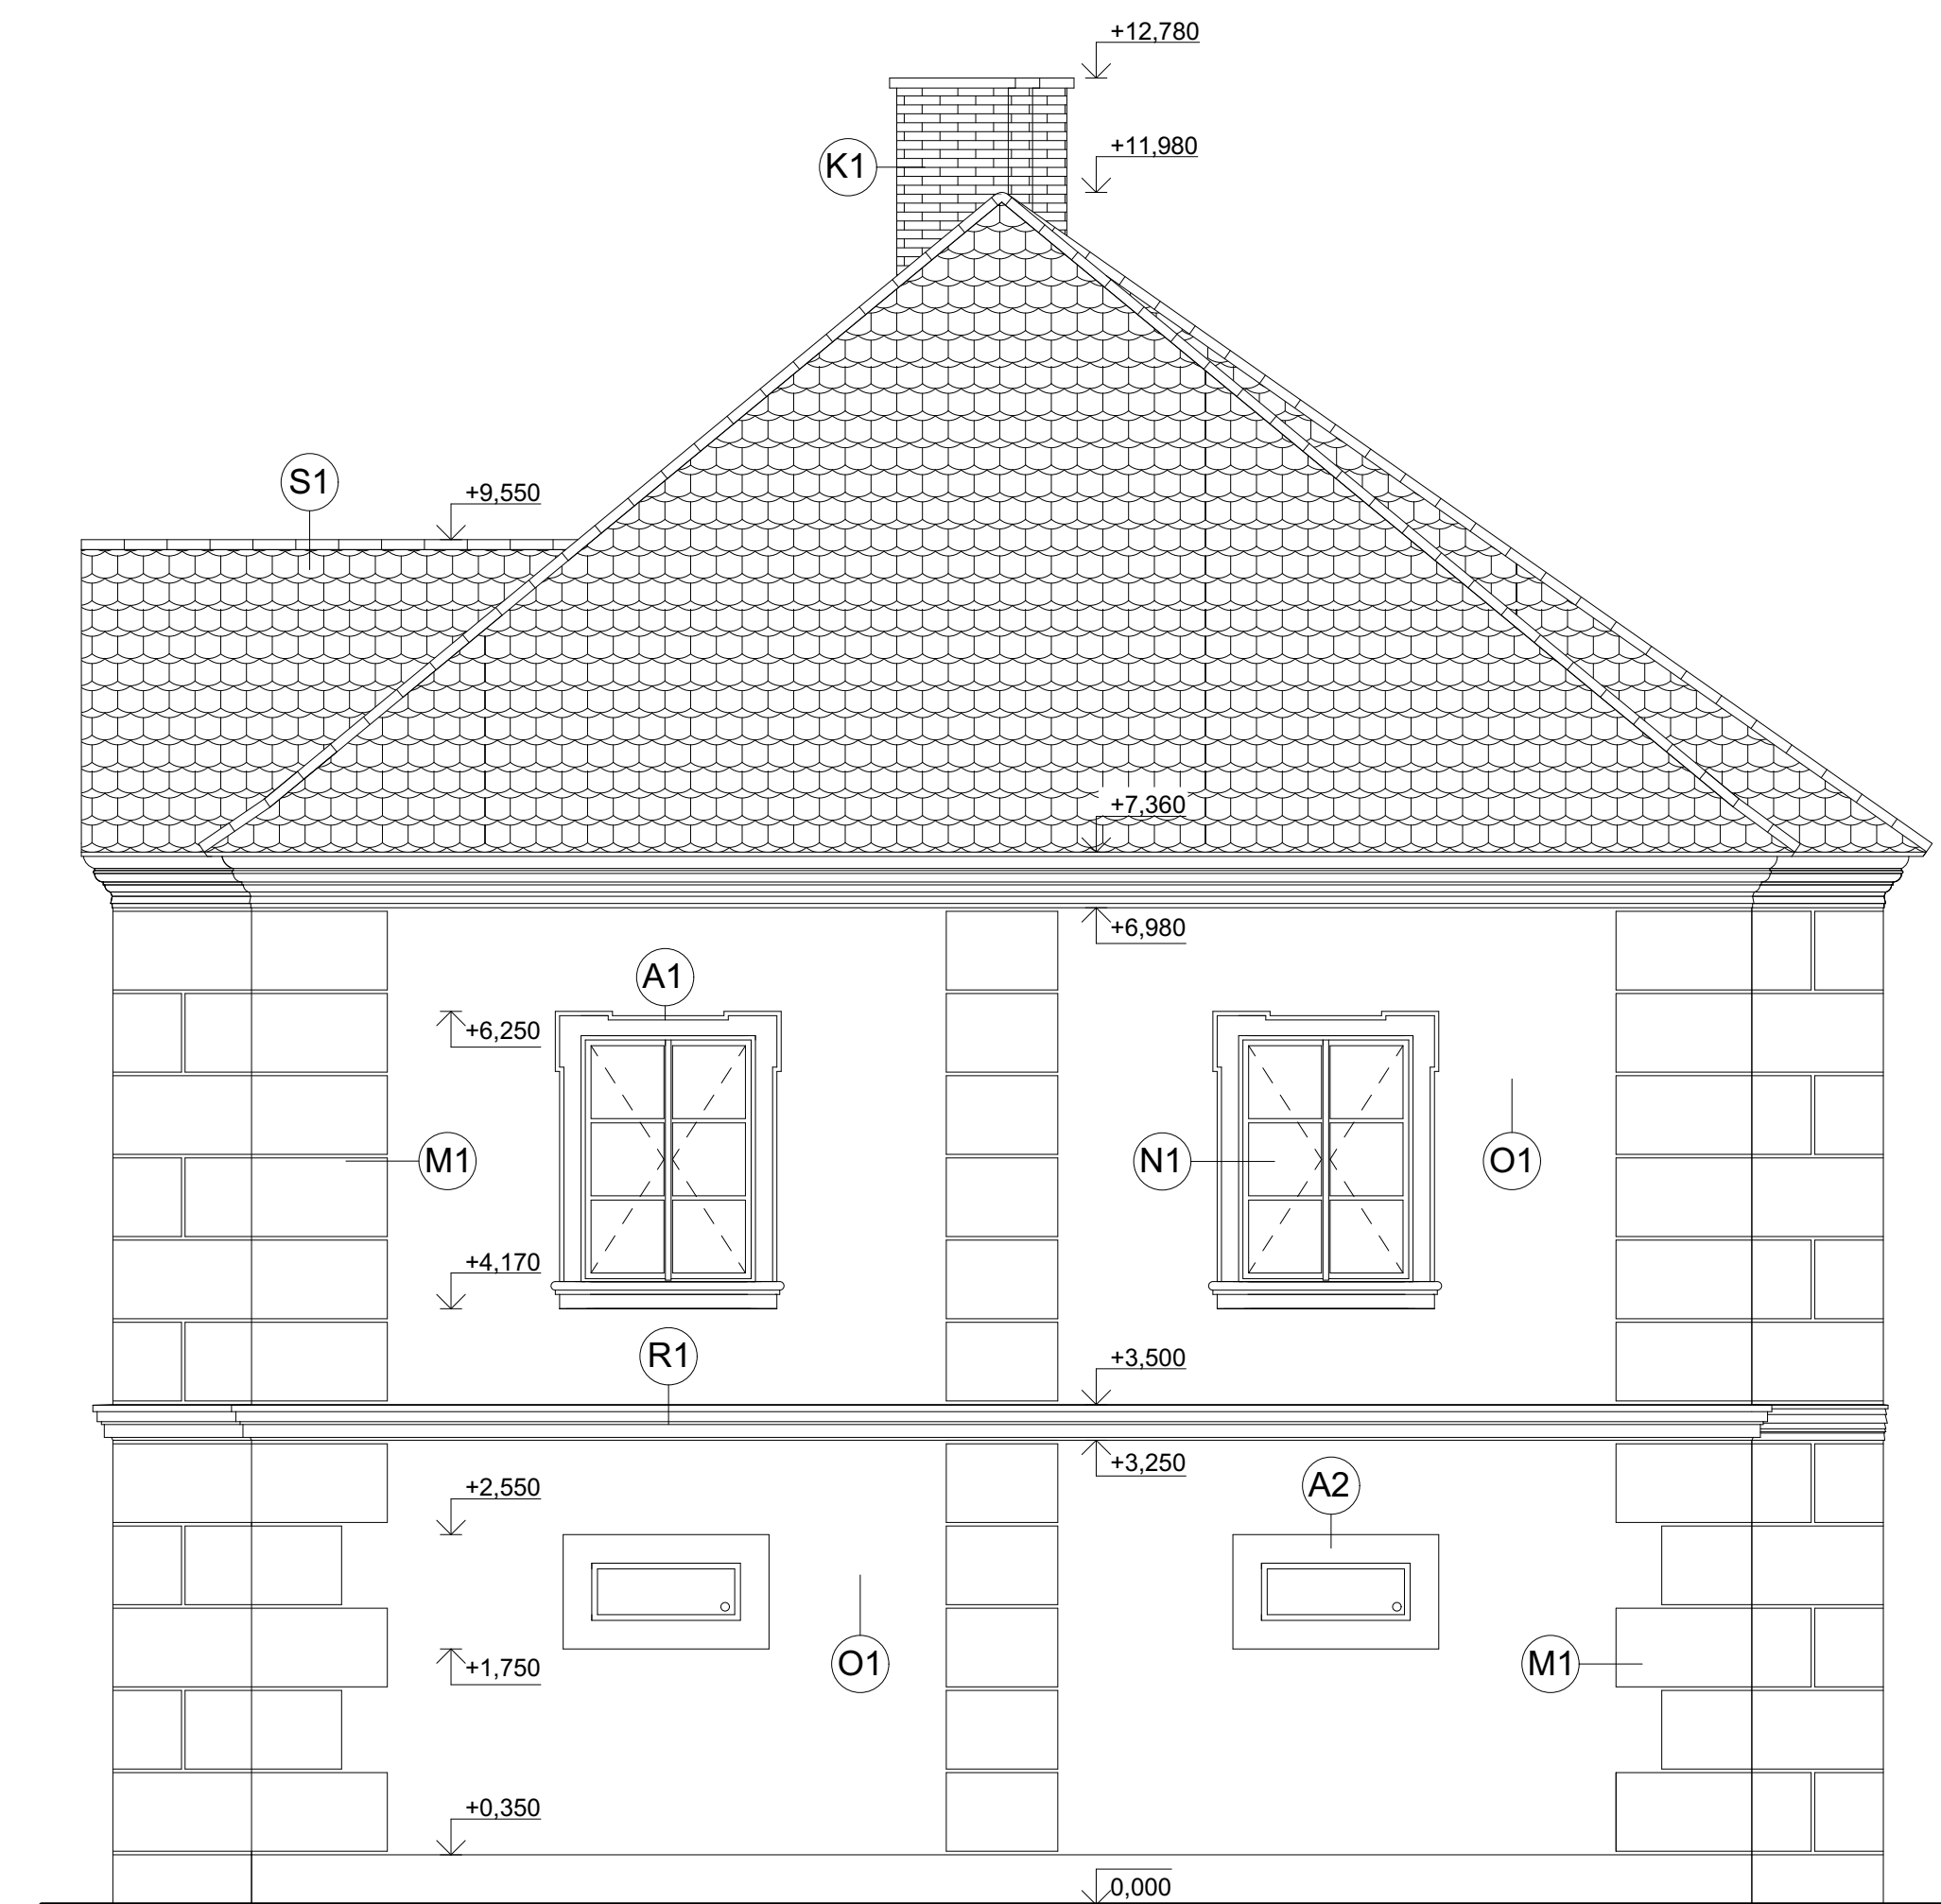 +12,780
+11,980
K1
S1
+9,550
+7,360
+6,980
A1
+6,250
M1
N1
O1
+4,170
R1
+3,500
+3,250
+2,550
A2
O1
M1
+1,750
+0,350
0,000